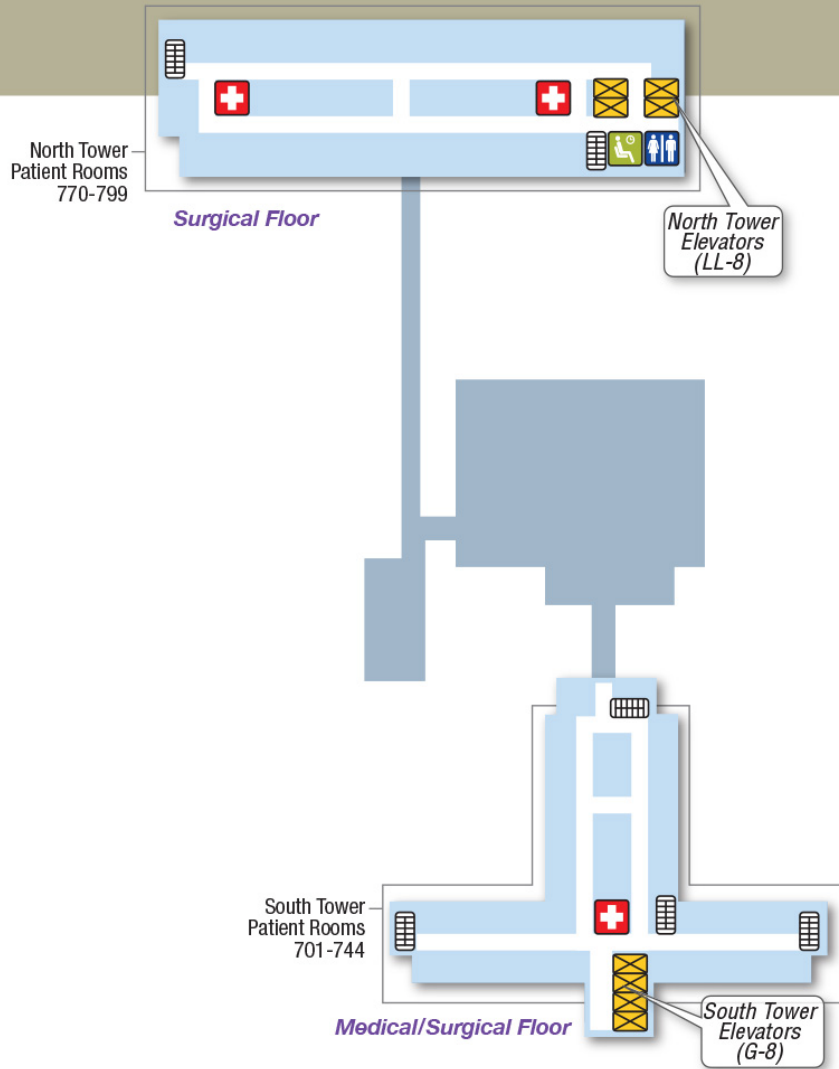 North Tower
Patient Rooms
770-799
Surgical Floor
North Tower
Elevators
(LL-8)
South Tower
Patient Rooms
701-744
Medical/Surgical Floor
South Tower
Elevators
(G-8)